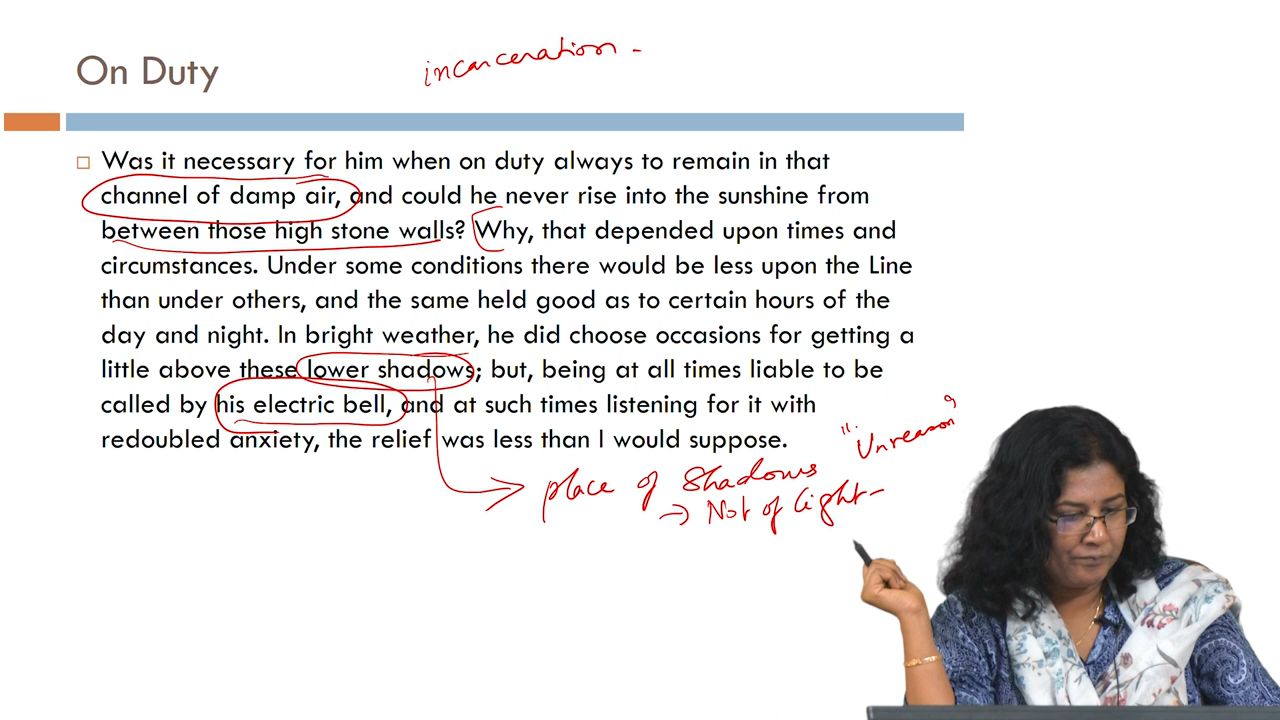 On Duty
incarceration -
Was it necessary for him when on duty always to remain in that
channel of damp air, and could he never rise into the sunshine from
between those high stone walls? Why, that depended upon times and
circumstances. Under some conditions there would be less upon the Line
than under others, and the same held good as to certain hours of the
day and night. In bright weather, he did choose occasions for getting a
little above these lower shadows; but, being at all times liable to be
called by his electric bell, and at such times listening for it with
redoubled anxiety, the relief was less than I would suppose.
"Unreason"
place of Shadows
→ Not of Light -